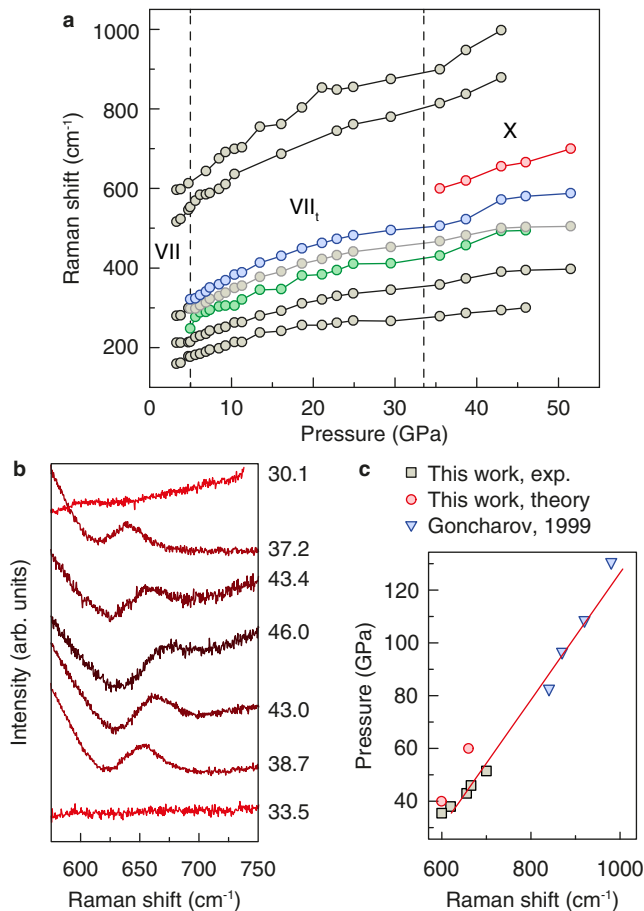 a
1000
800
600
400
200
Raman shift (cm-1)
VII
VIIt
X
0
10
20
30
40
50
Pressure (GPa)
b
30.1
37.2
43.4
46.0
43.0
38.7
33.5
Intensity (arb. units)
600
650
700
750
Raman shift (cm-1)
c
This work, exp.
This work, theory
Goncharov, 1999
120
100
80
60
40
Pressure (GPa)
600
800
1000
Raman shift (cm-1)